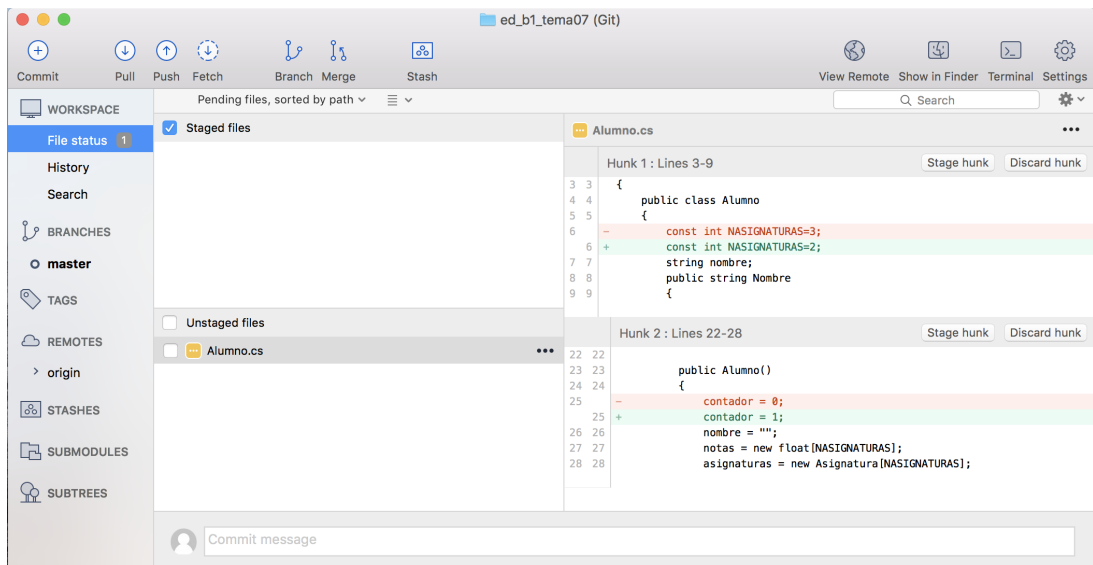 ed_b1_tema07 (Git)
Commit Pull Push Fetch Branch Merge Stash View Remote Show in Finder Terminal Settings
Pending files, sorted by path
Search
WORKSPACE
File status 1
History
Search
BRANCHES
master
TAGS
REMOTES
origin
STASHES
SUBMODULES
SUBTREES
Staged files
Unstaged files
Alumno.cs
Alumno.cs
Hunk 1 : Lines 3-9 Stage hunk Discard hunk
3 3 {
4 4 public class Alumno
5 5 {
6 - const int NASIGNATURAS=3;
6 + const int NASIGNATURAS=2;
7 7 string nombre;
8 8 public string Nombre
9 9 {
Hunk 2 : Lines 22-28 Stage hunk Discard hunk
22 22
23 23 public Alumno()
24 24 {
25 - contador = 0;
25 + contador = 1;
26 26 nombre = "";
27 27 notas = new float[NASIGNATURAS];
28 28 asignaturas = new Asignatura[NASIGNATURAS];
Commit message